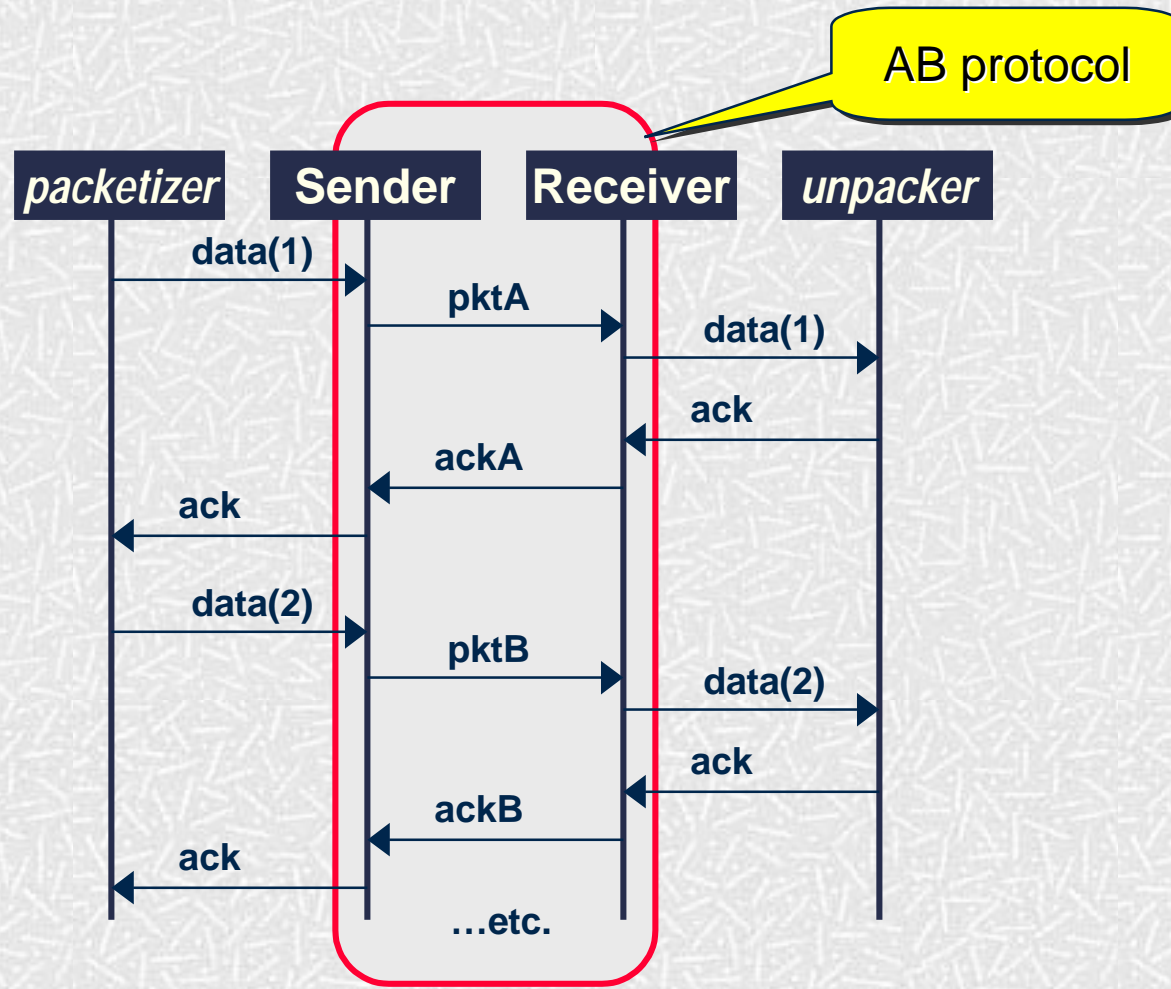 AB protocol
packetizer Sender Receiver unpacker
data(1)
pktA
data(1)
ack
ackA
ack
data(2)
pktB
data(2)
ack
ackB
ack
...etc.